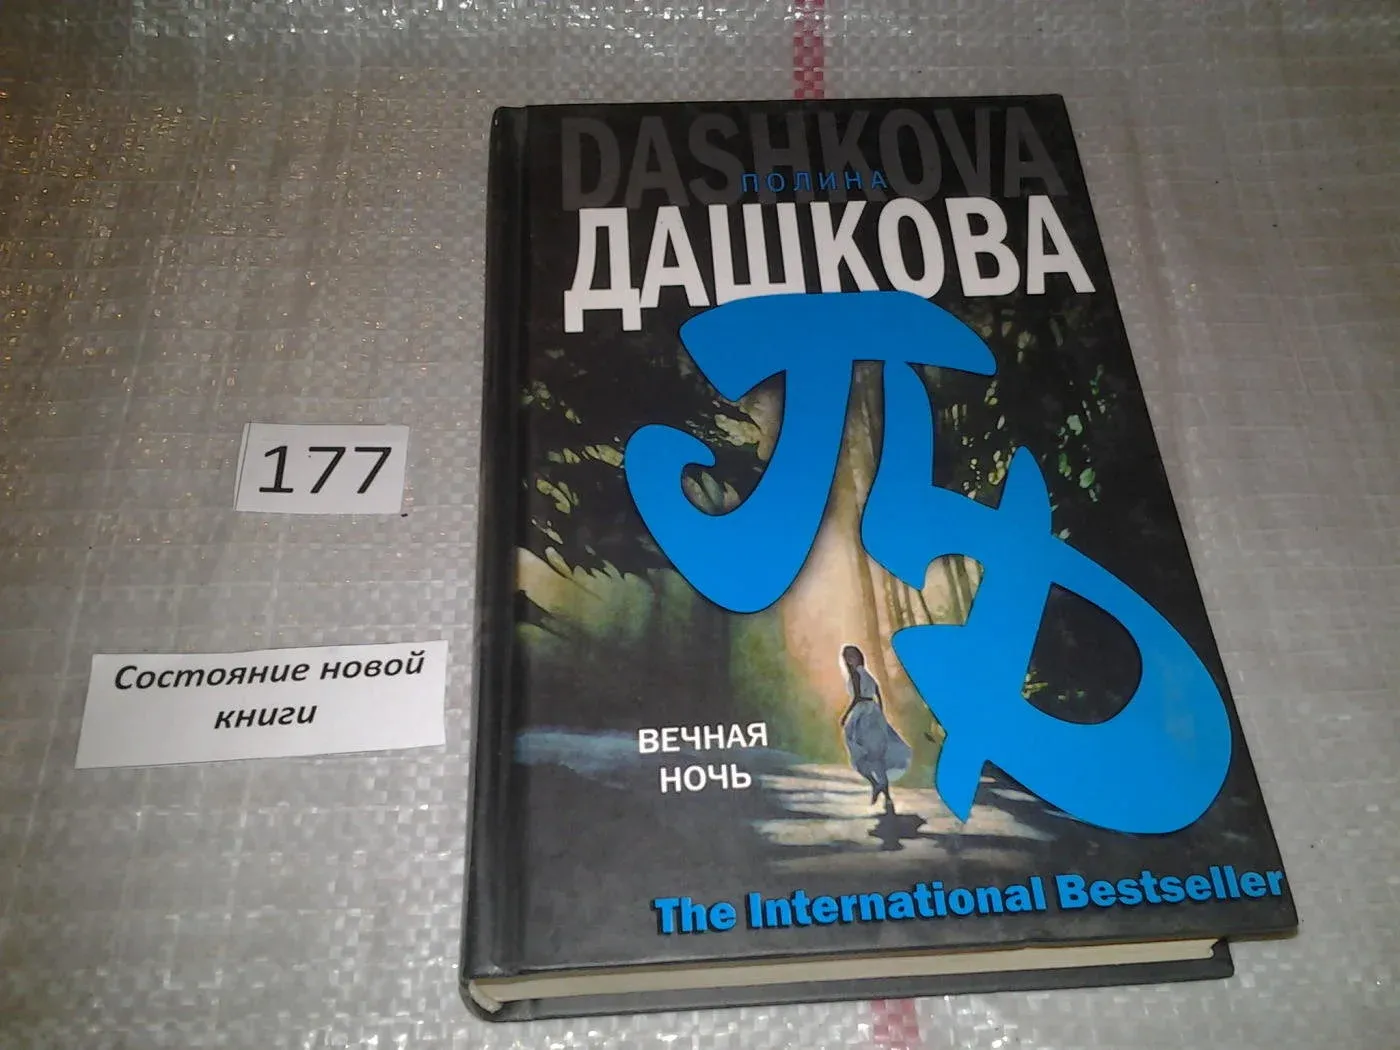 DASHKOVA
ПОЛИНА
ДАШКОВА
ПД
ВЕЧНАЯ
НОЧЬ
The International Bestseller
177
Состояние новой
книги